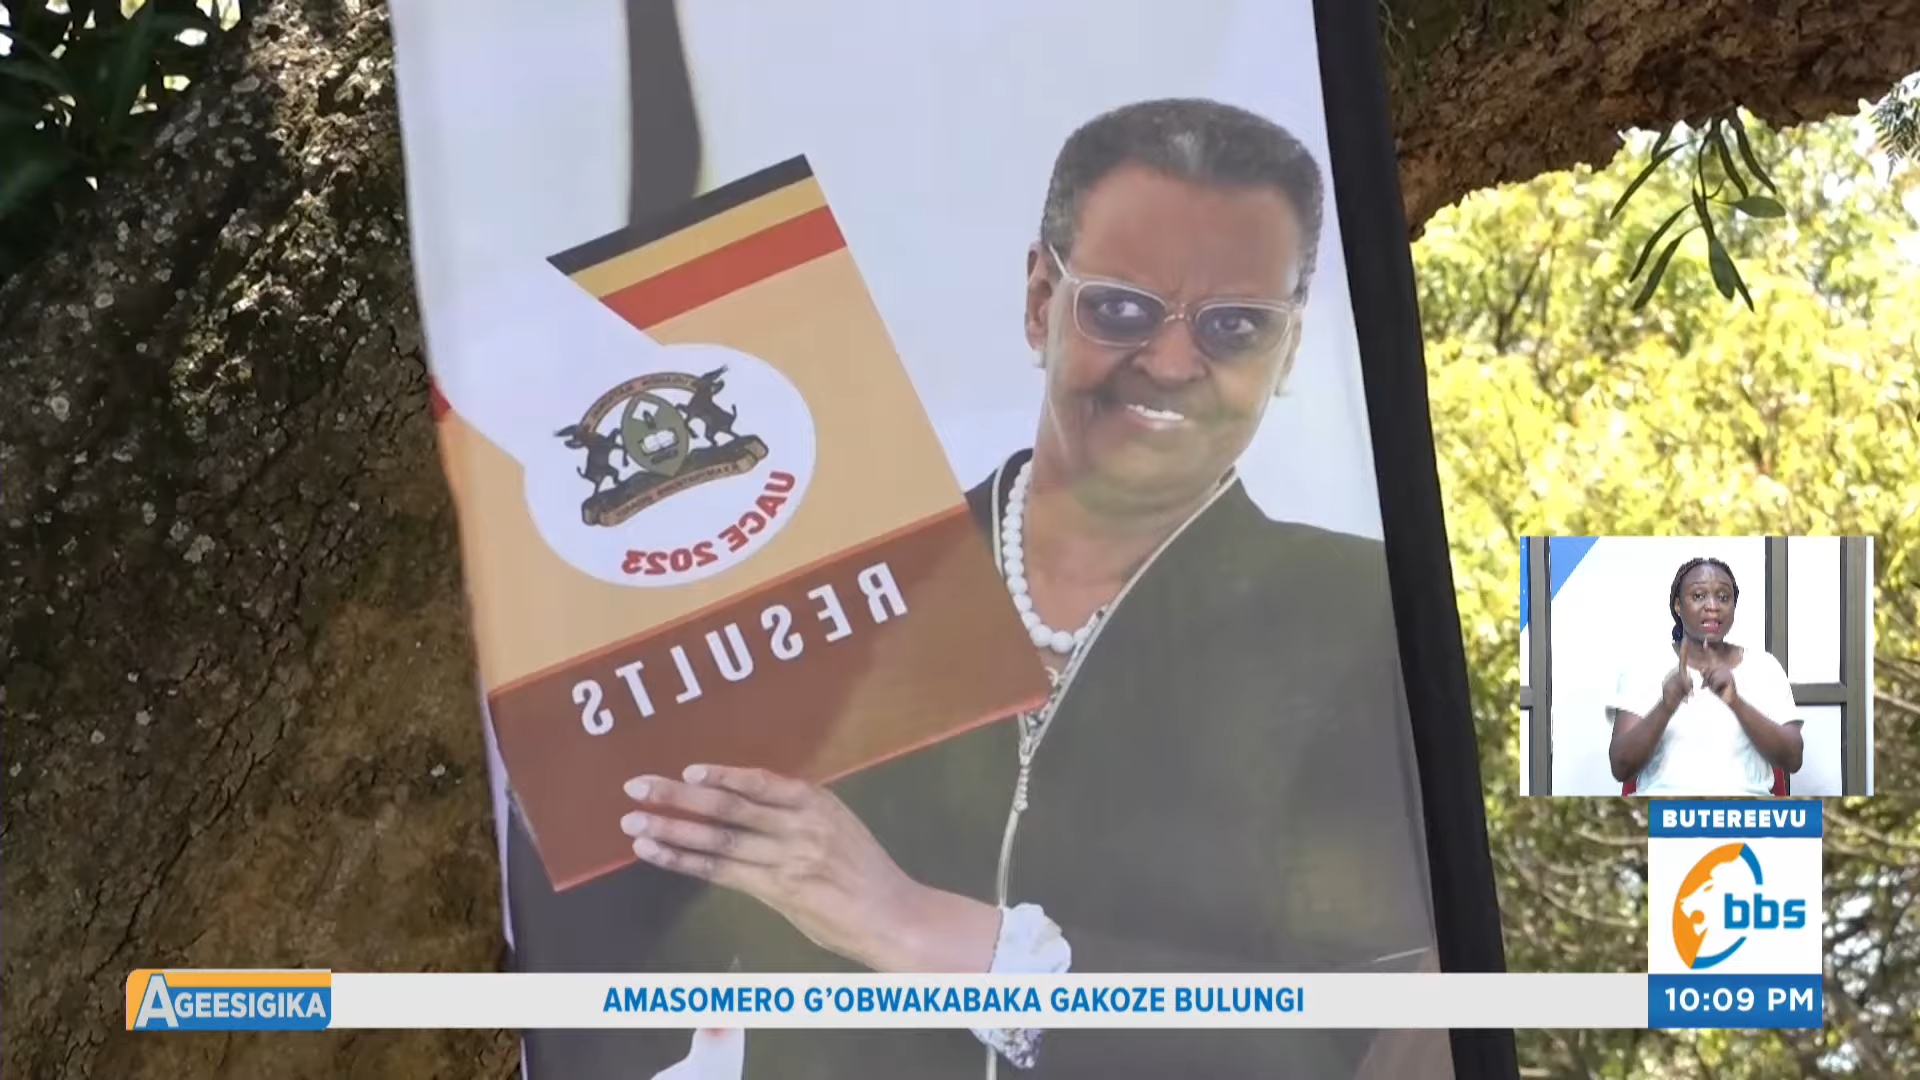 UACE 2023
RESULTS
BUTEREEVU
bbs
AGEESIGIKA
AMASOMERO G’OBWAKABAKA GAKOZE BULUNGI
10:09 PM